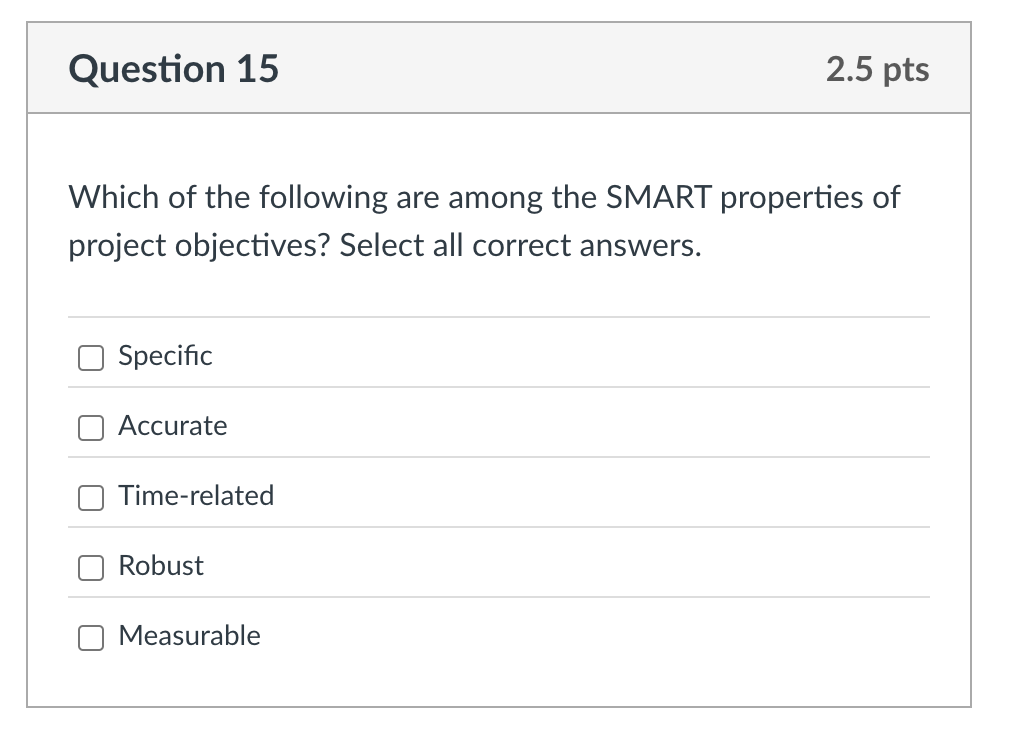 Question 15
2.5 pts
Which of the following are among the SMART properties of
project objectives? Select all correct answers.
Specific
Accurate
Time-related
Robust
Measurable